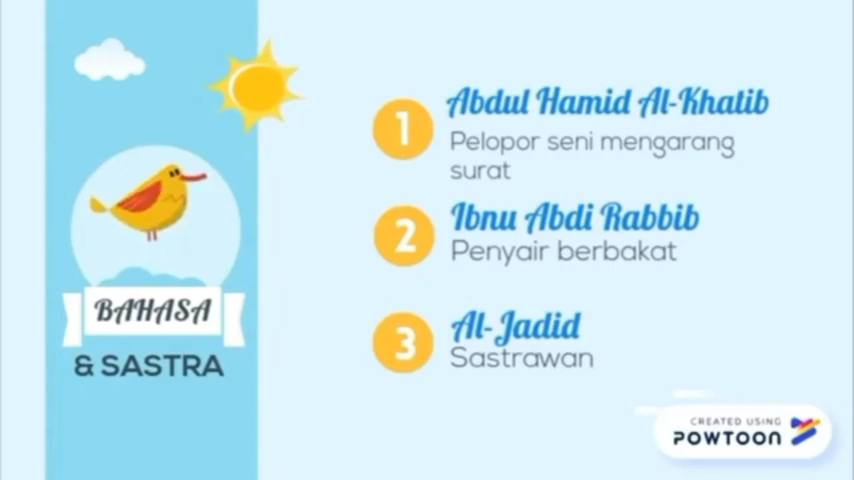 BAHASA
& SASTRA
1
Abdul Hamid Al-Khatib
Pelopor seni mengarang
surat
2
Ibnu Abdi Rabbib
Penyair berbakat
3
Al-Jadid
Sastrawan
CREATED USING
POWTOON